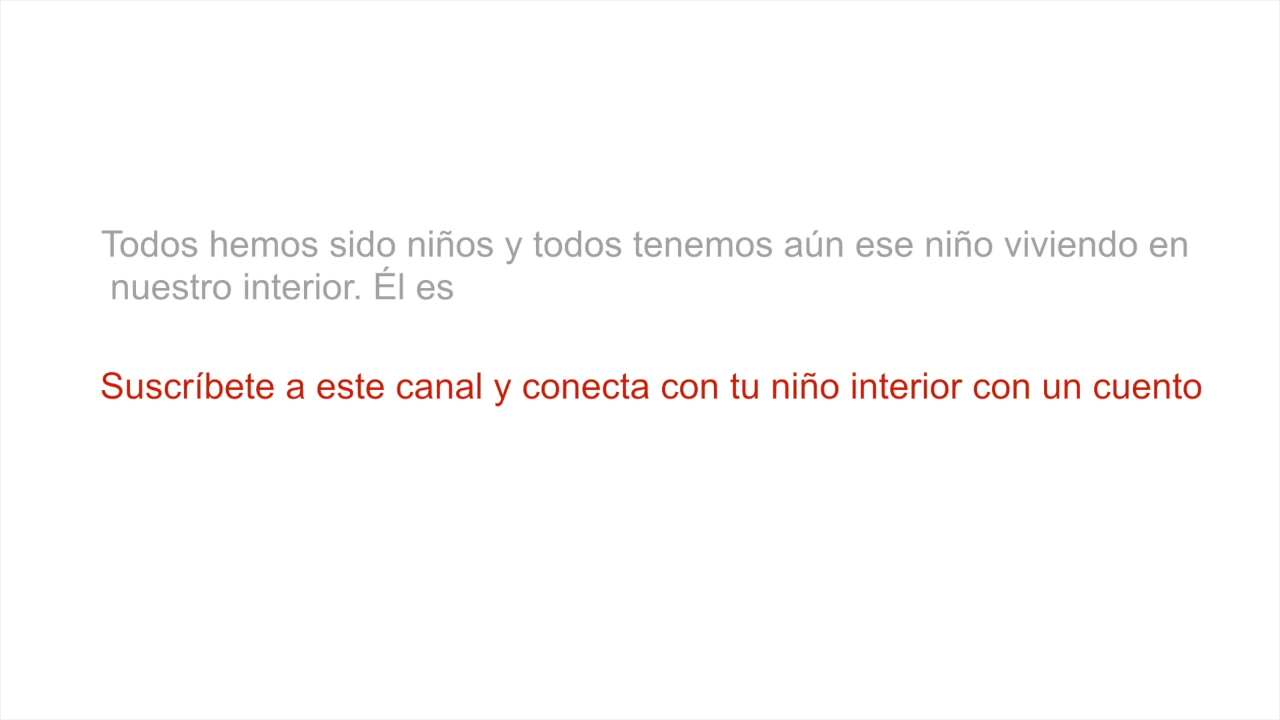 Todos hemos sido niños y todos tenemos aún ese niño viviendo en
nuestro interior. Él es
Suscríbete a este canal y conecta con tu niño interior con un cuento